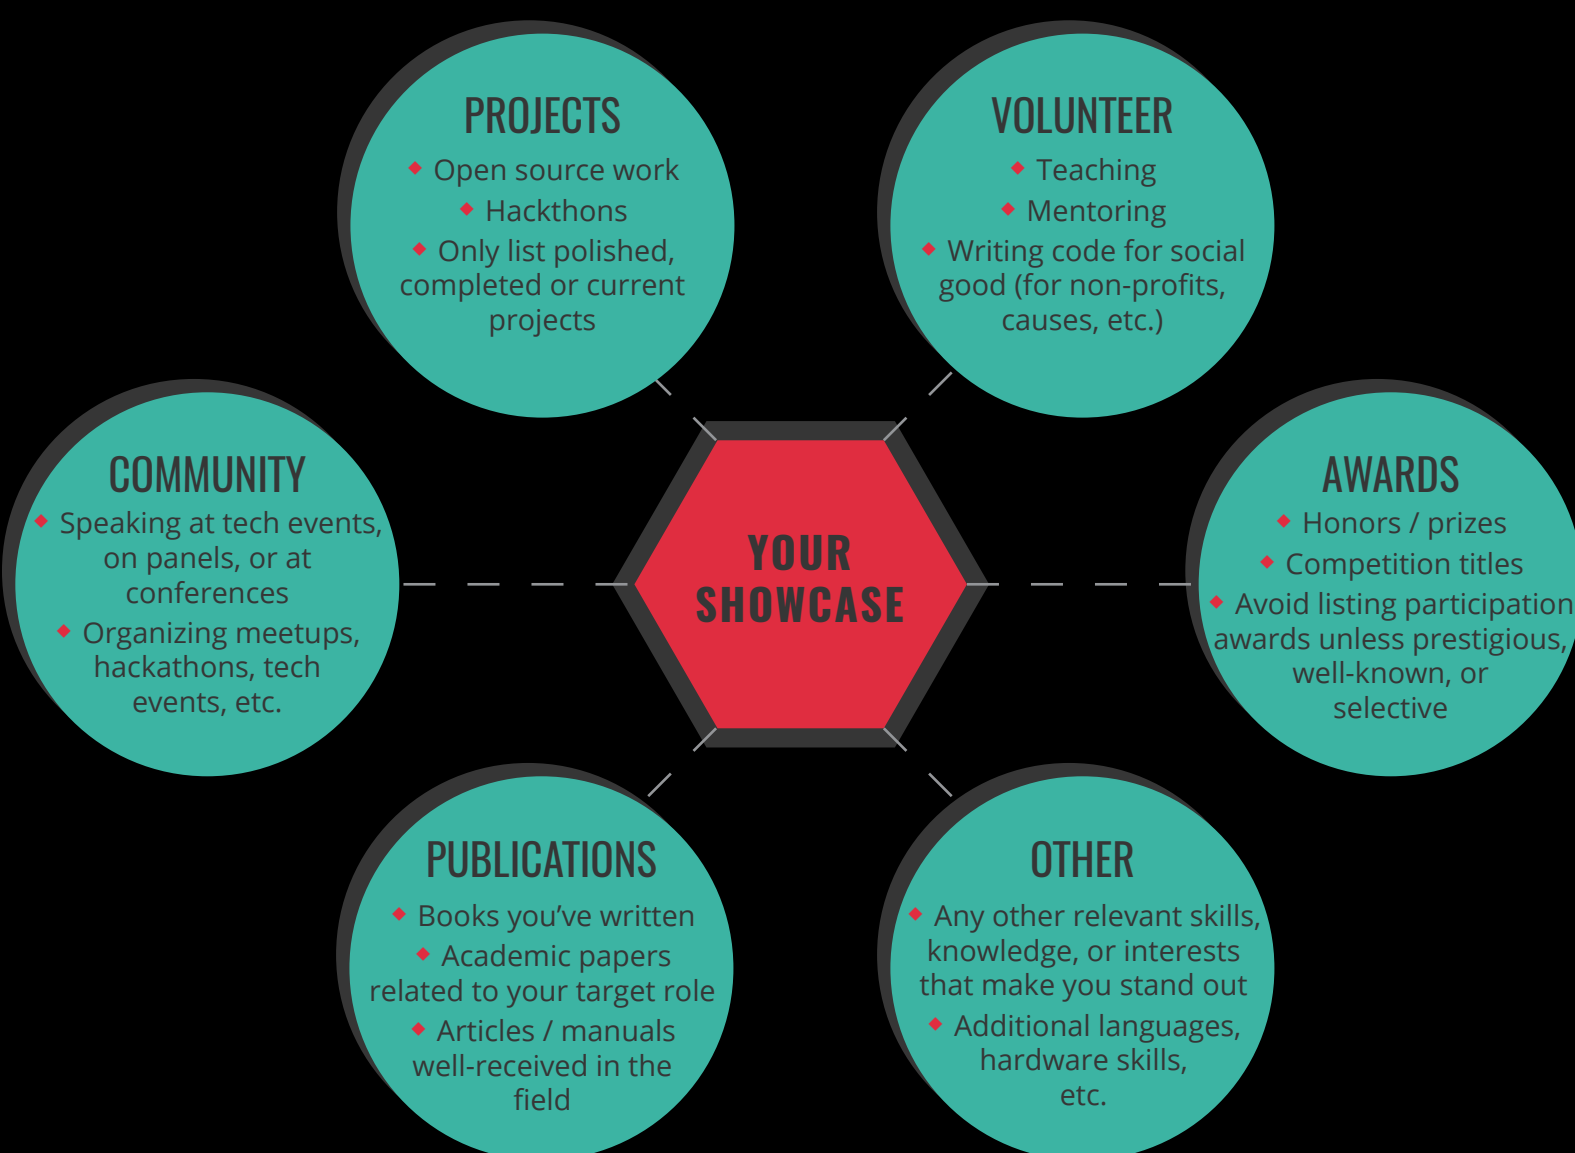 PROJECTS
◆ Open source work
◆ Hackthons
◆ Only list polished,
completed or current
projects
VOLUNTEER
◆ Teaching
◆ Mentoring
◆ Writing code for social
good (for non-profits,
causes, etc.)
COMMUNITY
◆ Speaking at tech events,
on panels, or at
conferences
◆ Organizing meetups,
hackathons, tech
events, etc.
YOUR
SHOWCASE
AWARDS
◆ Honors / prizes
◆ Competition titles
◆ Avoid listing participation
awards unless prestigious,
well-known, or
selective
PUBLICATIONS
◆ Books you’ve written
◆ Academic papers
related to your target role
◆ Articles / manuals
well-received in the
field
OTHER
◆ Any other relevant skills,
knowledge, or interests
that make you stand out
◆ Additional languages,
hardware skills,
etc.